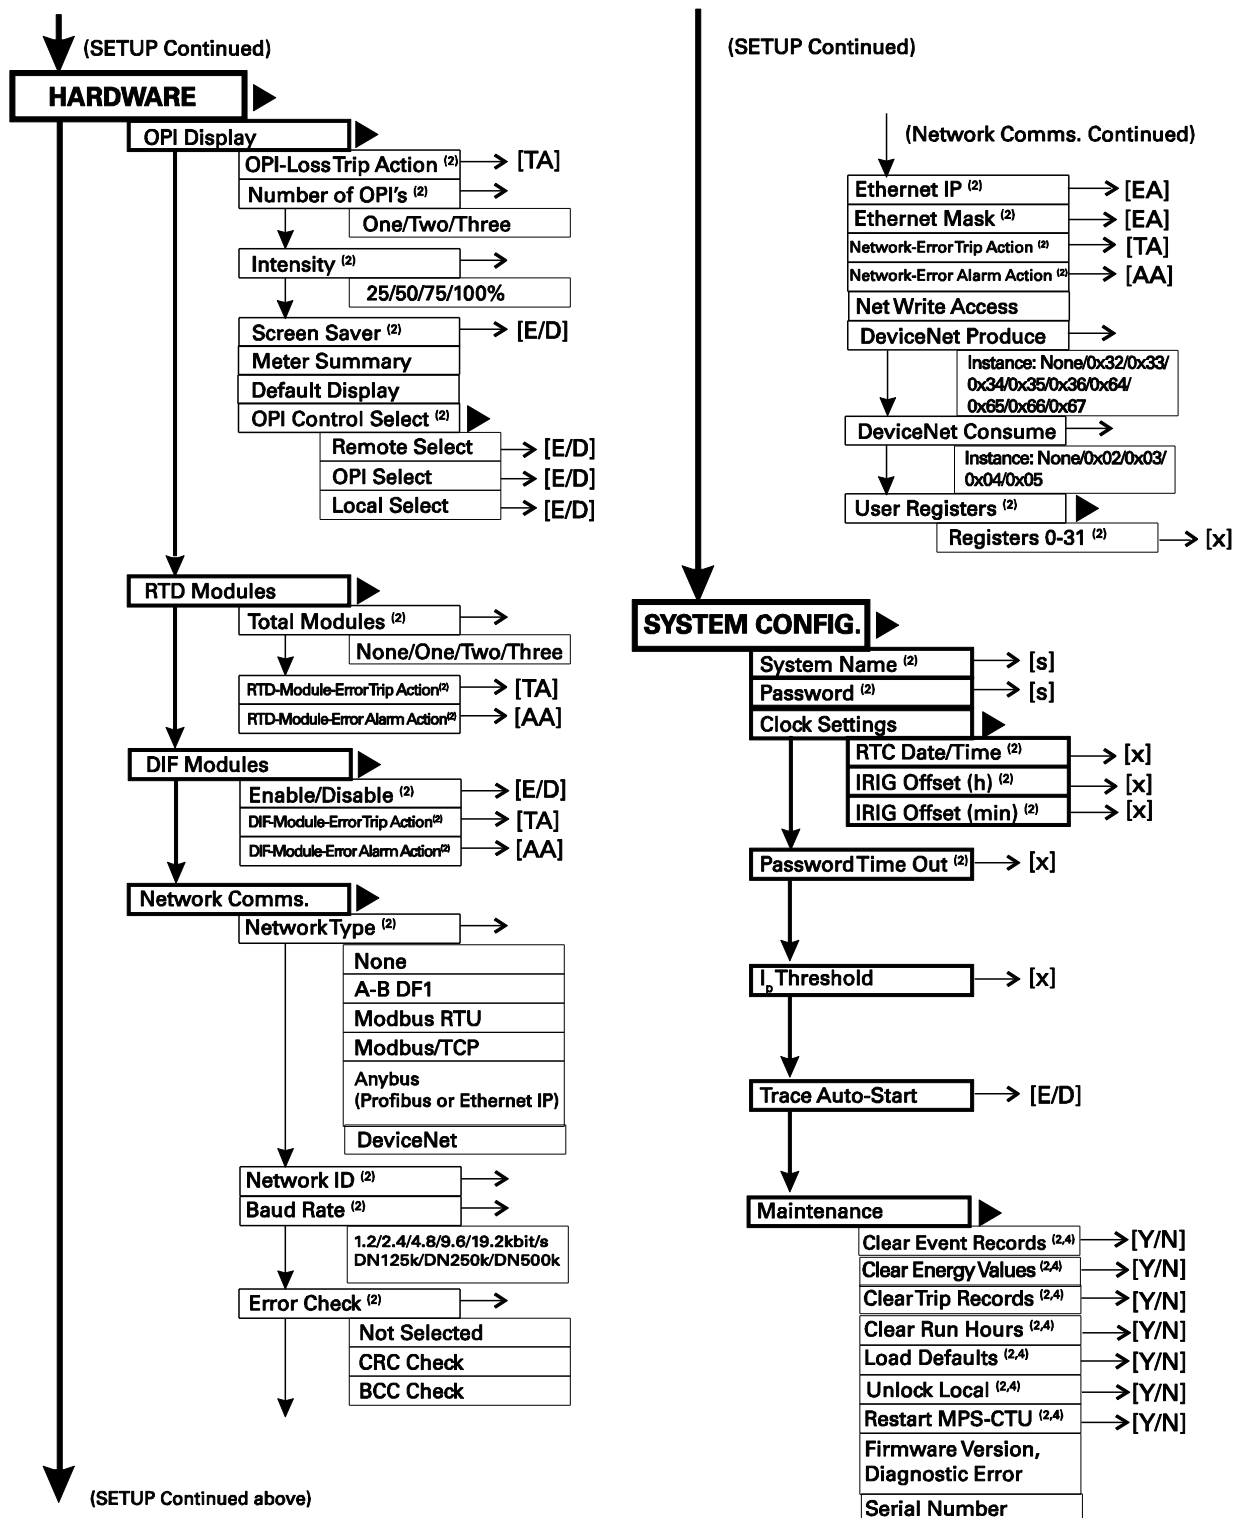 (SETUP Continued)
HARDWARE
OPI Display
OPI-Loss Trip Action (2) [TA]
Number of OPI's (2)
One/Two/Three
Intensity (2)
25/50/75/100%
Screen Saver (2) [E/D]
Meter Summary
Default Display
OPI Control Select (2)
Remote Select [E/D]
OPI Select [E/D]
Local Select [E/D]
RTD Modules
Total Modules (2)
None/One/Two/Three
RTD-Module-Error Trip Action (2) [TA]
RTD-Module-Error Alarm Action (2) [AA]
DIF Modules
Enable/Disable (2) [E/D]
DIF-Module-Error Trip Action (2) [TA]
DIF-Module-Error Alarm Action (2) [AA]
Network Comms.
Network Type (2)
None
A-B DF1
Modbus RTU
Modbus/TCP
Anybus
(Profibus or Ethernet IP)
DeviceNet
Network ID (2)
Baud Rate (2)
1.2/2.4/4.8/9.6/19.2kbit/s
DN125k/DN250k/DN500k
Error Check (2)
Not Selected
CRC Check
BCC Check
(SETUP Continued above)
(SETUP Continued)
(Network Comms. Continued)
Ethernet IP (2) [EA]
Ethernet Mask (2) [EA]
Network-Error Trip Action (2) [TA]
Network-Error Alarm Action (2) [AA]
Net Write Access
DeviceNet Produce
Instance: None/0x32/0x33/
0x34/0x35/0x36/0x64/
0x65/0x66/0x67
DeviceNet Consume
Instance: None/0x02/0x03/
0x04/0x05
User Registers (2)
Registers 0-31 (2) [x]
SYSTEM CONFIG.
System Name (2) [s]
Password (2) [s]
Clock Settings
RTC Date/Time (2) [x]
IRIG Offset (h) (2) [x]
IRIG Offset (min) (2) [x]
Password Time Out (2) [x]
Ip Threshold [x]
Trace Auto-Start [E/D]
Maintenance
Clear Event Records (2,4) [Y/N]
Clear Energy Values (2,4) [Y/N]
Clear Trip Records (2,4) [Y/N]
Clear Run Hours (2,4) [Y/N]
Load Defaults (2,4) [Y/N]
Unlock Local (2,4) [Y/N]
Restart MPS-CTU (2,4) [Y/N]
Firmware Version,
Diagnostic Error
Serial Number